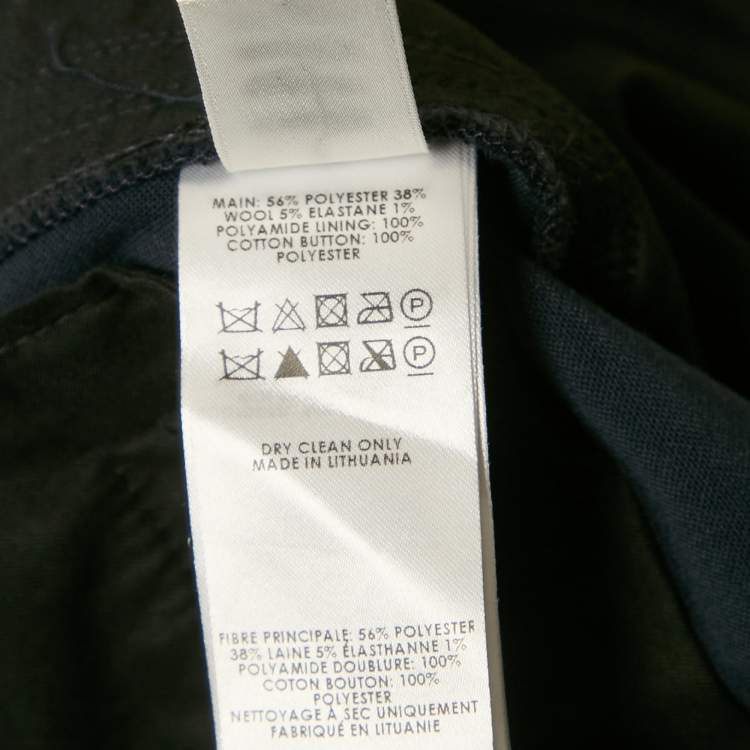 MAIN: 56% POLYESTER 38%
WOOL 5% ELASTANE 1%
POLYAMIDE LINING: 100%
COTTON BUTTON: 100%
POLYESTER
P
P
DRY CLEAN ONLY
MADE IN LITHUANIA
FIBRE PRINCIPALE: 56% POLYESTER
38% LAINE 5% ÉLASTHANNE 1%
POLYAMIDE DOUBLURE: 100%
COTON BOUTON: 100%
POLYESTER
NETTOYAGE À SEC UNIQUEMENT
FABRIQUÉ EN LITUANIE